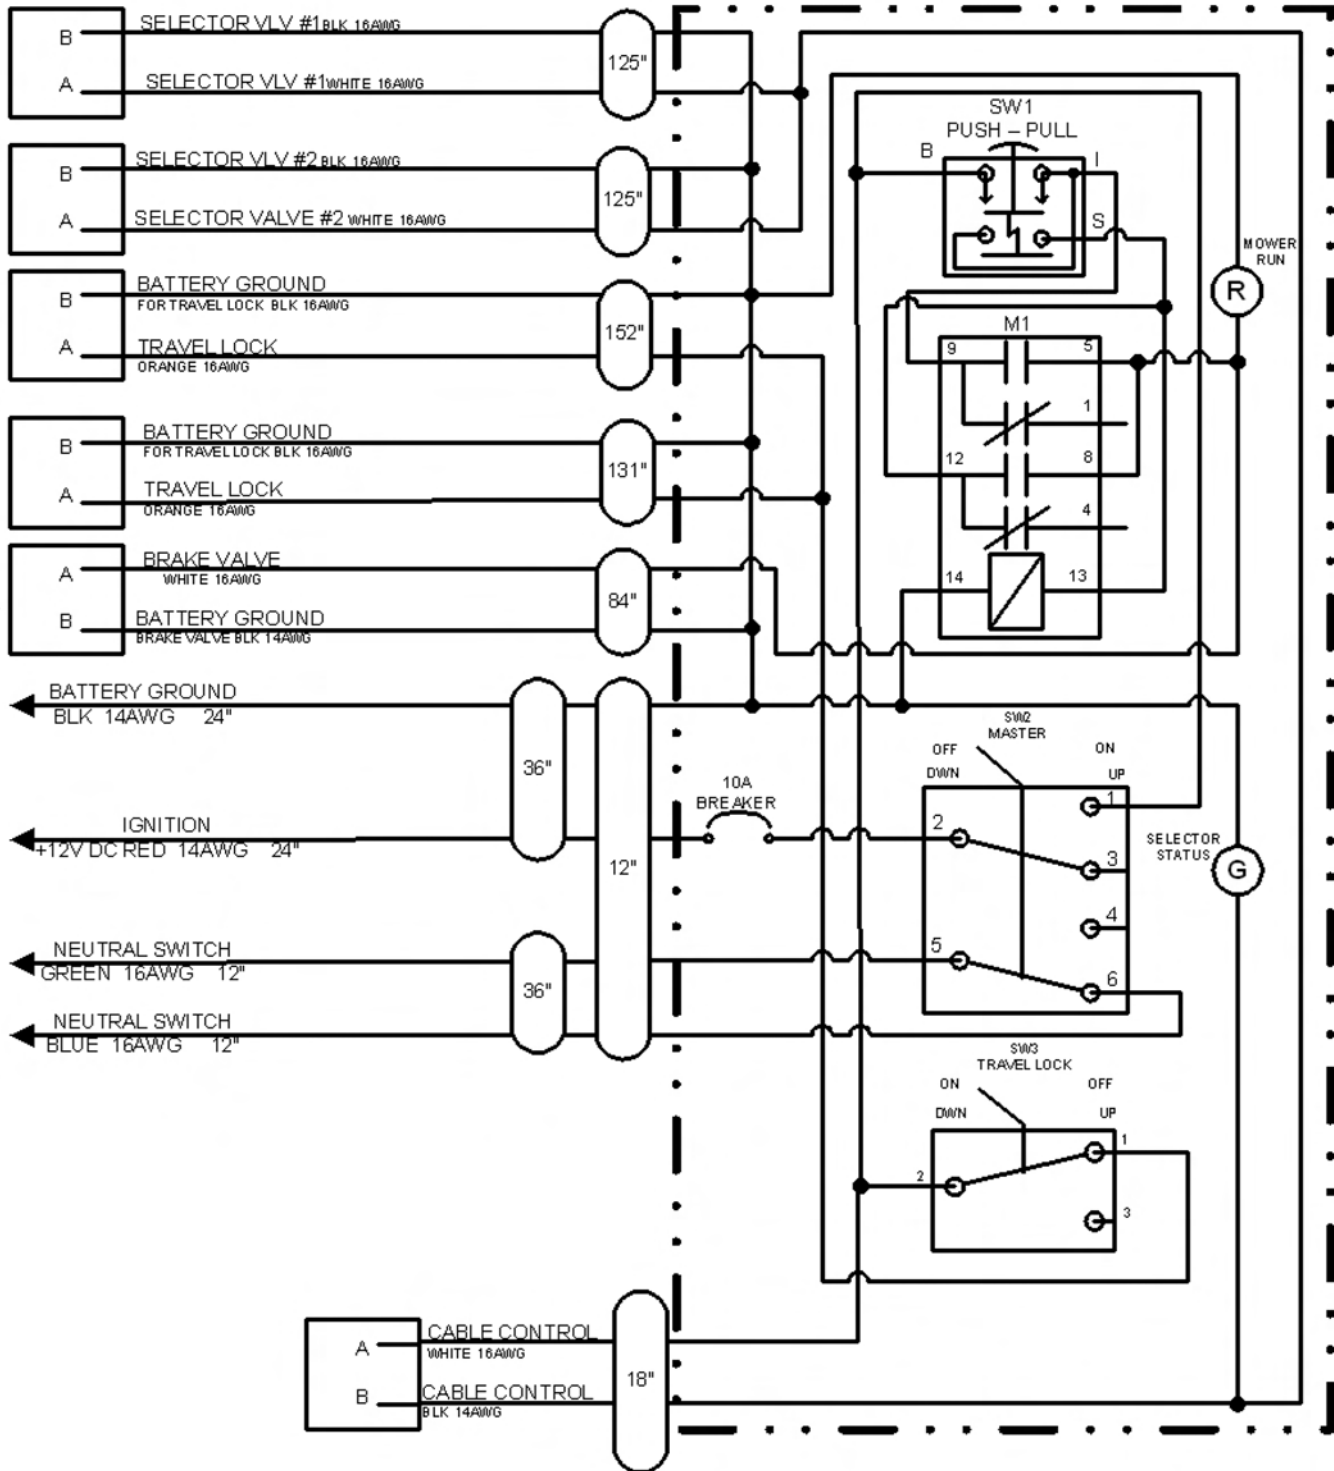 B
SELECTOR VLV #1 BLK 16AWG
A
SELECTOR VLV #1 WHITE 16AWG
125"
B
SELECTOR VLV #2 BLK 16AWG
A
SELECTOR VALVE #2 WHITE 16AWG
125"
B
BATTERY GROUND
FOR TRAVEL LOCK BLK 16AWG
A
TRAVEL LOCK
ORANGE 16AWG
152"
B
BATTERY GROUND
FOR TRAVEL LOCK BLK 16AWG
A
TRAVEL LOCK
ORANGE 16AWG
131"
A
BRAKE VALVE
WHITE 16AWG
B
BATTERY GROUND
BRAKE VALVE BLK 14AWG
84"
BATTERY GROUND
BLK 14AWG 24"
IGNITION
+12V DC RED 14AWG 24"
36"
NEUTRAL SWITCH
GREEN 16AWG 12"
NEUTRAL SWITCH
BLUE 16AWG 12"
36"
12"
A
CABLE CONTROL
WHITE 16AWG
B
CABLE CONTROL
BLK 14AWG
18"
SW1
PUSH – PULL
B
I
S
MOWER
RUN
R
M1
9
5
1
12
8
4
14
13
10A
BREAKER
SW2
MASTER
OFF
DWN
ON
UP
1
2
3
4
5
6
SELECTOR
STATUS
G
SW3
TRAVEL LOCK
ON
DWN
OFF
UP
1
2
3